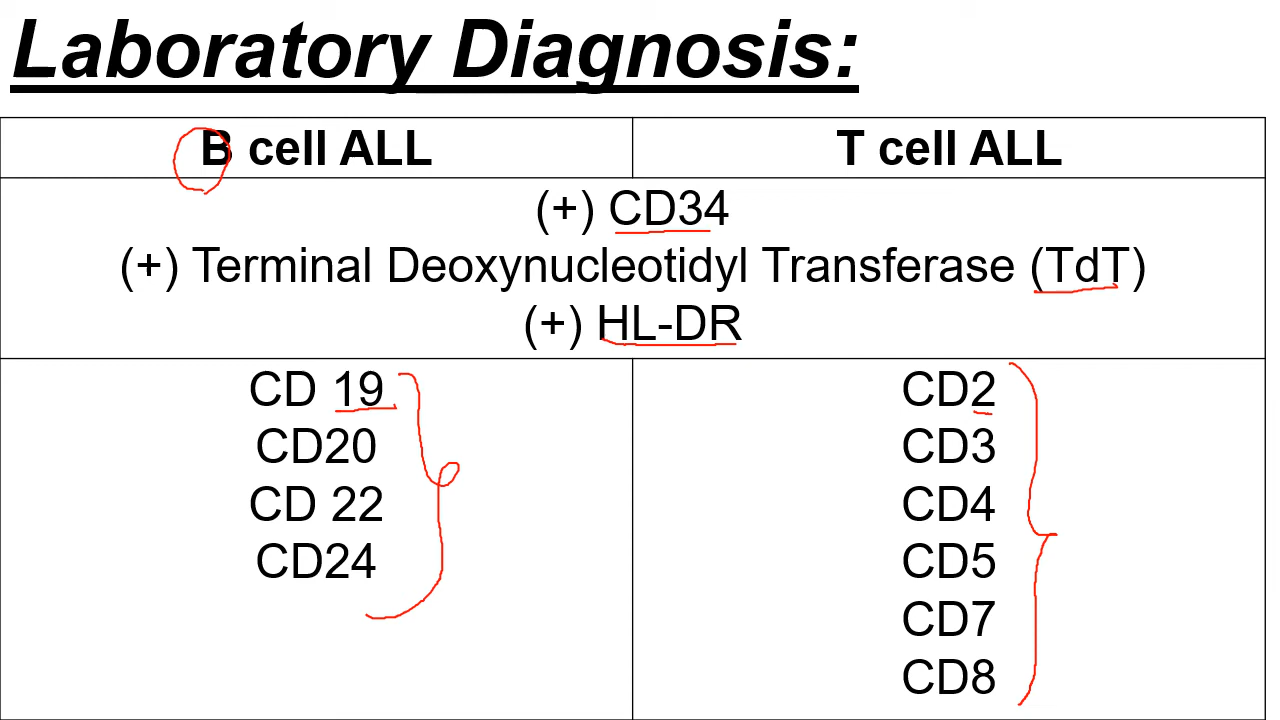 Laboratory Diagnosis:
B cell ALL
T cell ALL
(+) CD34
(+) Terminal Deoxynucleotidyl Transferase (TdT)
(+) HL-DR
CD 19
CD20
CD 22
CD24
CD2
CD3
CD4
CD5
CD7
CD8